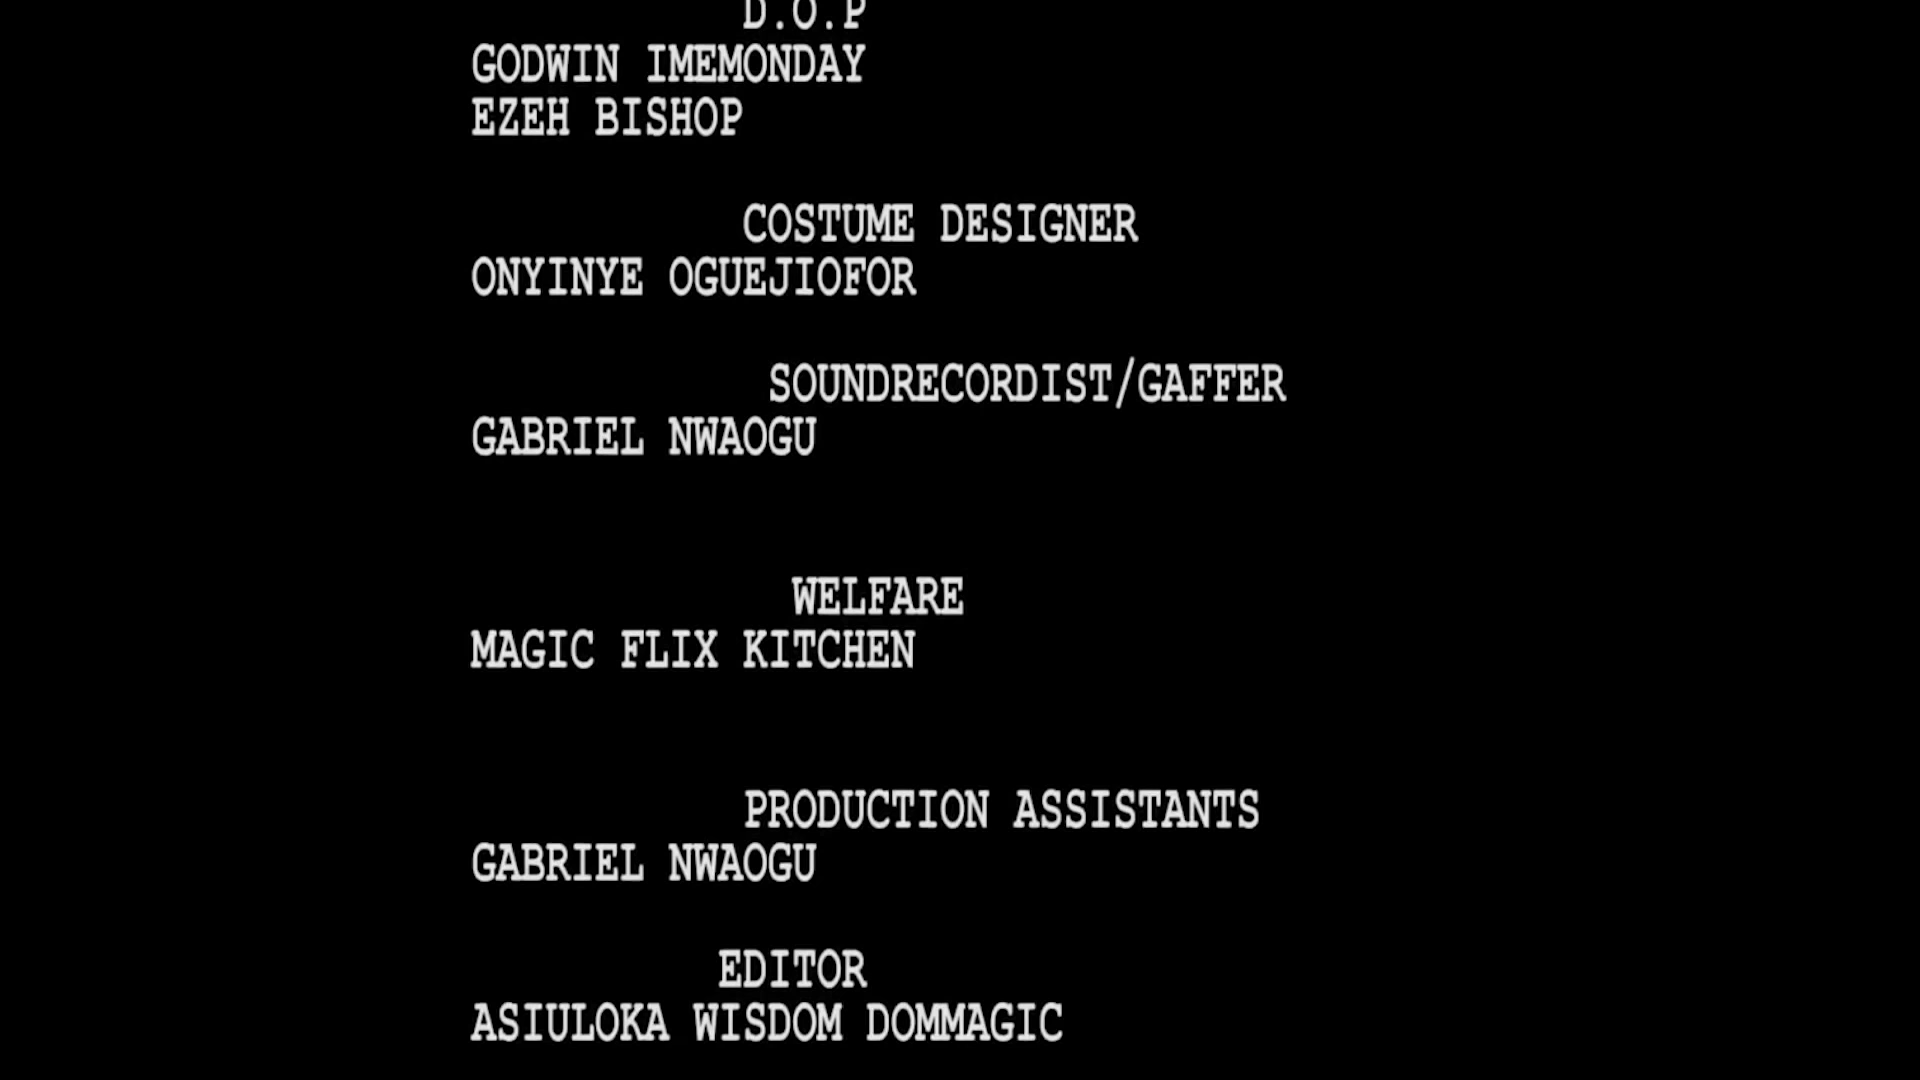 D.O.P
GODWIN IMEMONDAY
EZEH BISHOP
COSTUME DESIGNER
ONYINYE OGUEJIOFOR
SOUNDRECORDIST/GAFFER
GABRIEL NWAOGU
WELFARE
MAGIC FLIX KITCHEN
PRODUCTION ASSISTANTS
GABRIEL NWAOGU
EDITOR
ASIULOKA WISDOM DOMMAGIC